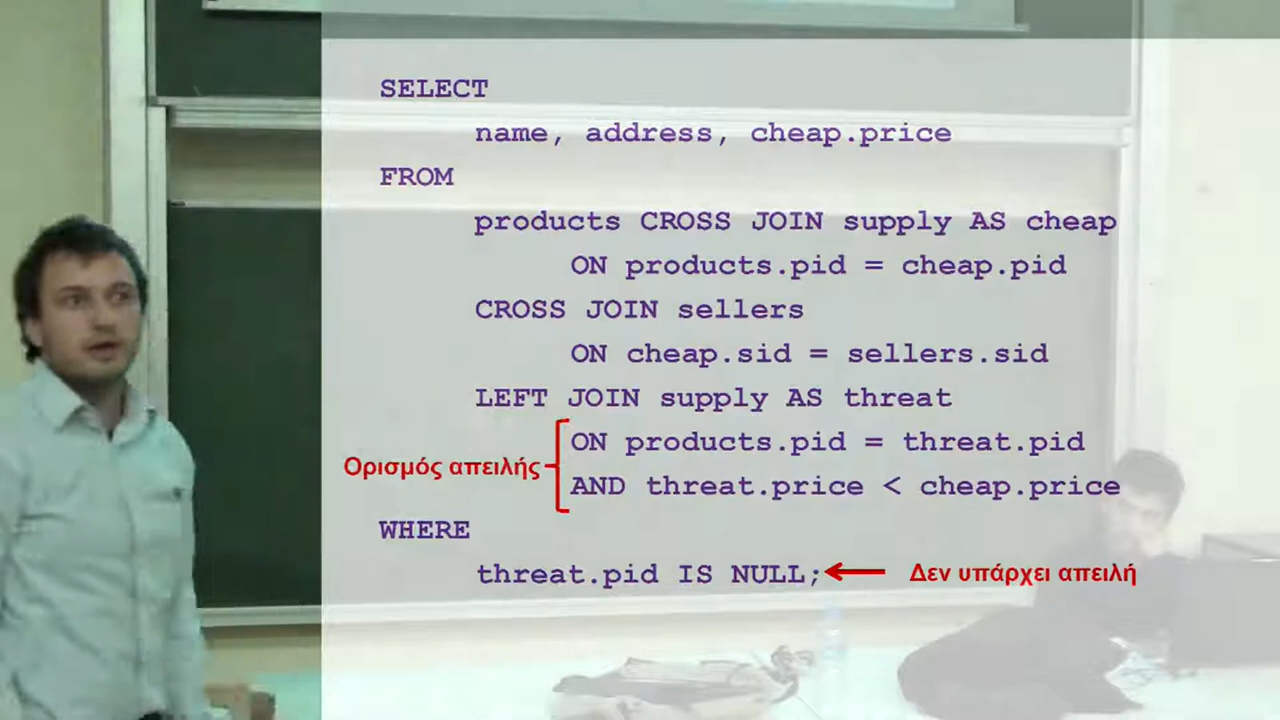 SELECT
name, address, cheap.price
FROM
products CROSS JOIN supply AS cheap
ON products.pid = cheap.pid
CROSS JOIN sellers
ON cheap.sid = sellers.sid
LEFT JOIN supply AS threat
ON products.pid = threat.pid
Ορισμός απειλής
AND threat.price < cheap.price
WHERE
threat.pid IS NULL;
Δεν υπάρχει απειλή